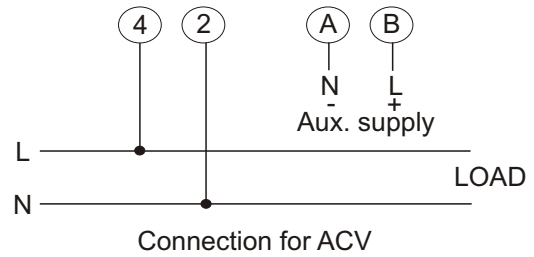 4 2 A B
N L
- +
Aux. supply
L
LOAD
N
Connection for ACV